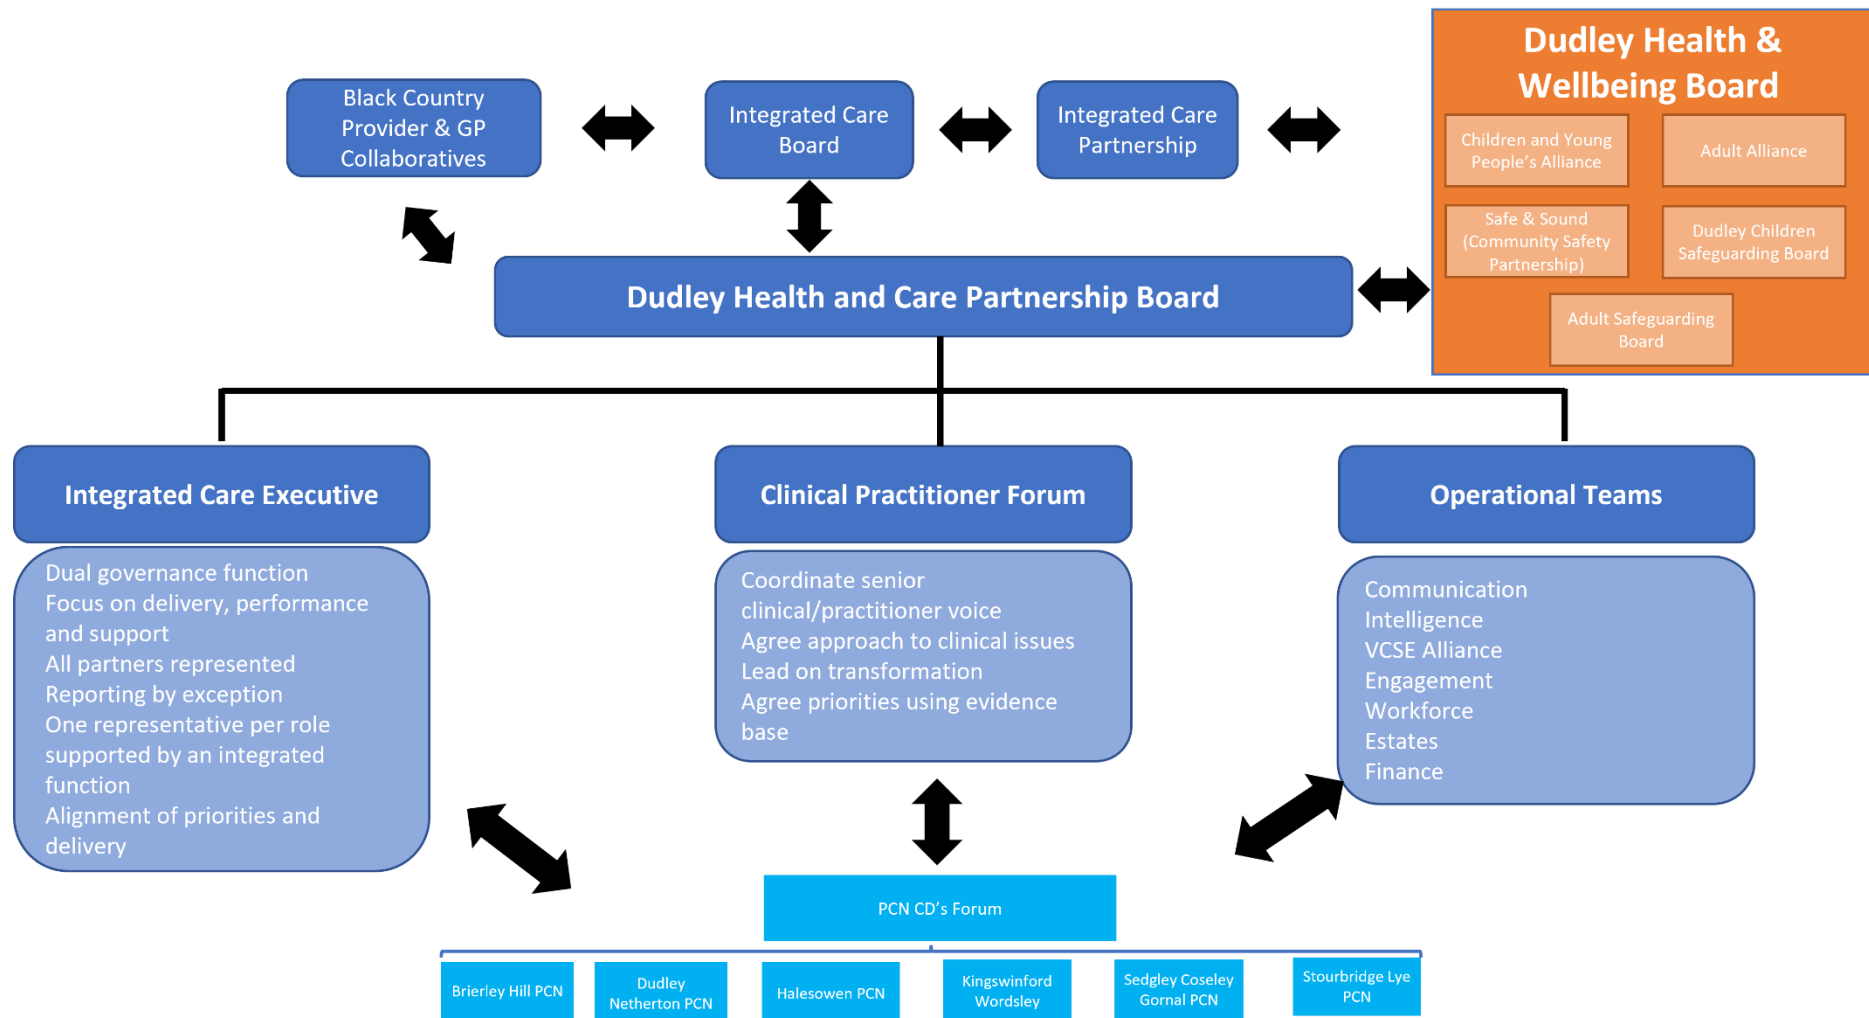 Dudley Health &
Wellbeing Board
Black Country
Provider & GP
Collaboratives
Integrated Care
Board
Integrated Care
Partnership
Children and Young
People's Alliance
Adult Alliance
Safe & Sound
(Community Safety
Partnership)
Dudley Children
Safeguarding Board
Adult Safeguarding
Board
Dudley Health and Care Partnership Board
Integrated Care Executive
Clinical Practitioner Forum
Operational Teams
Dual governance function
Focus on delivery, performance
and support
All partners represented
Reporting by exception
One representative per role
supported by an integrated
function
Alignment of priorities and
delivery
Coordinate senior
clinical/practitioner voice
Agree approach to clinical issues
Lead on transformation
Agree priorities using evidence
base
Communication
Intelligence
VCSE Alliance
Engagement
Workforce
Estates
Finance
PCN CD's Forum
Brierley Hill PCN
Dudley
Netherton PCN
Halesowen PCN
Kingswinford
Wordsley
Sedgley Coseley
Gornal PCN
Stourbridge Lye
PCN